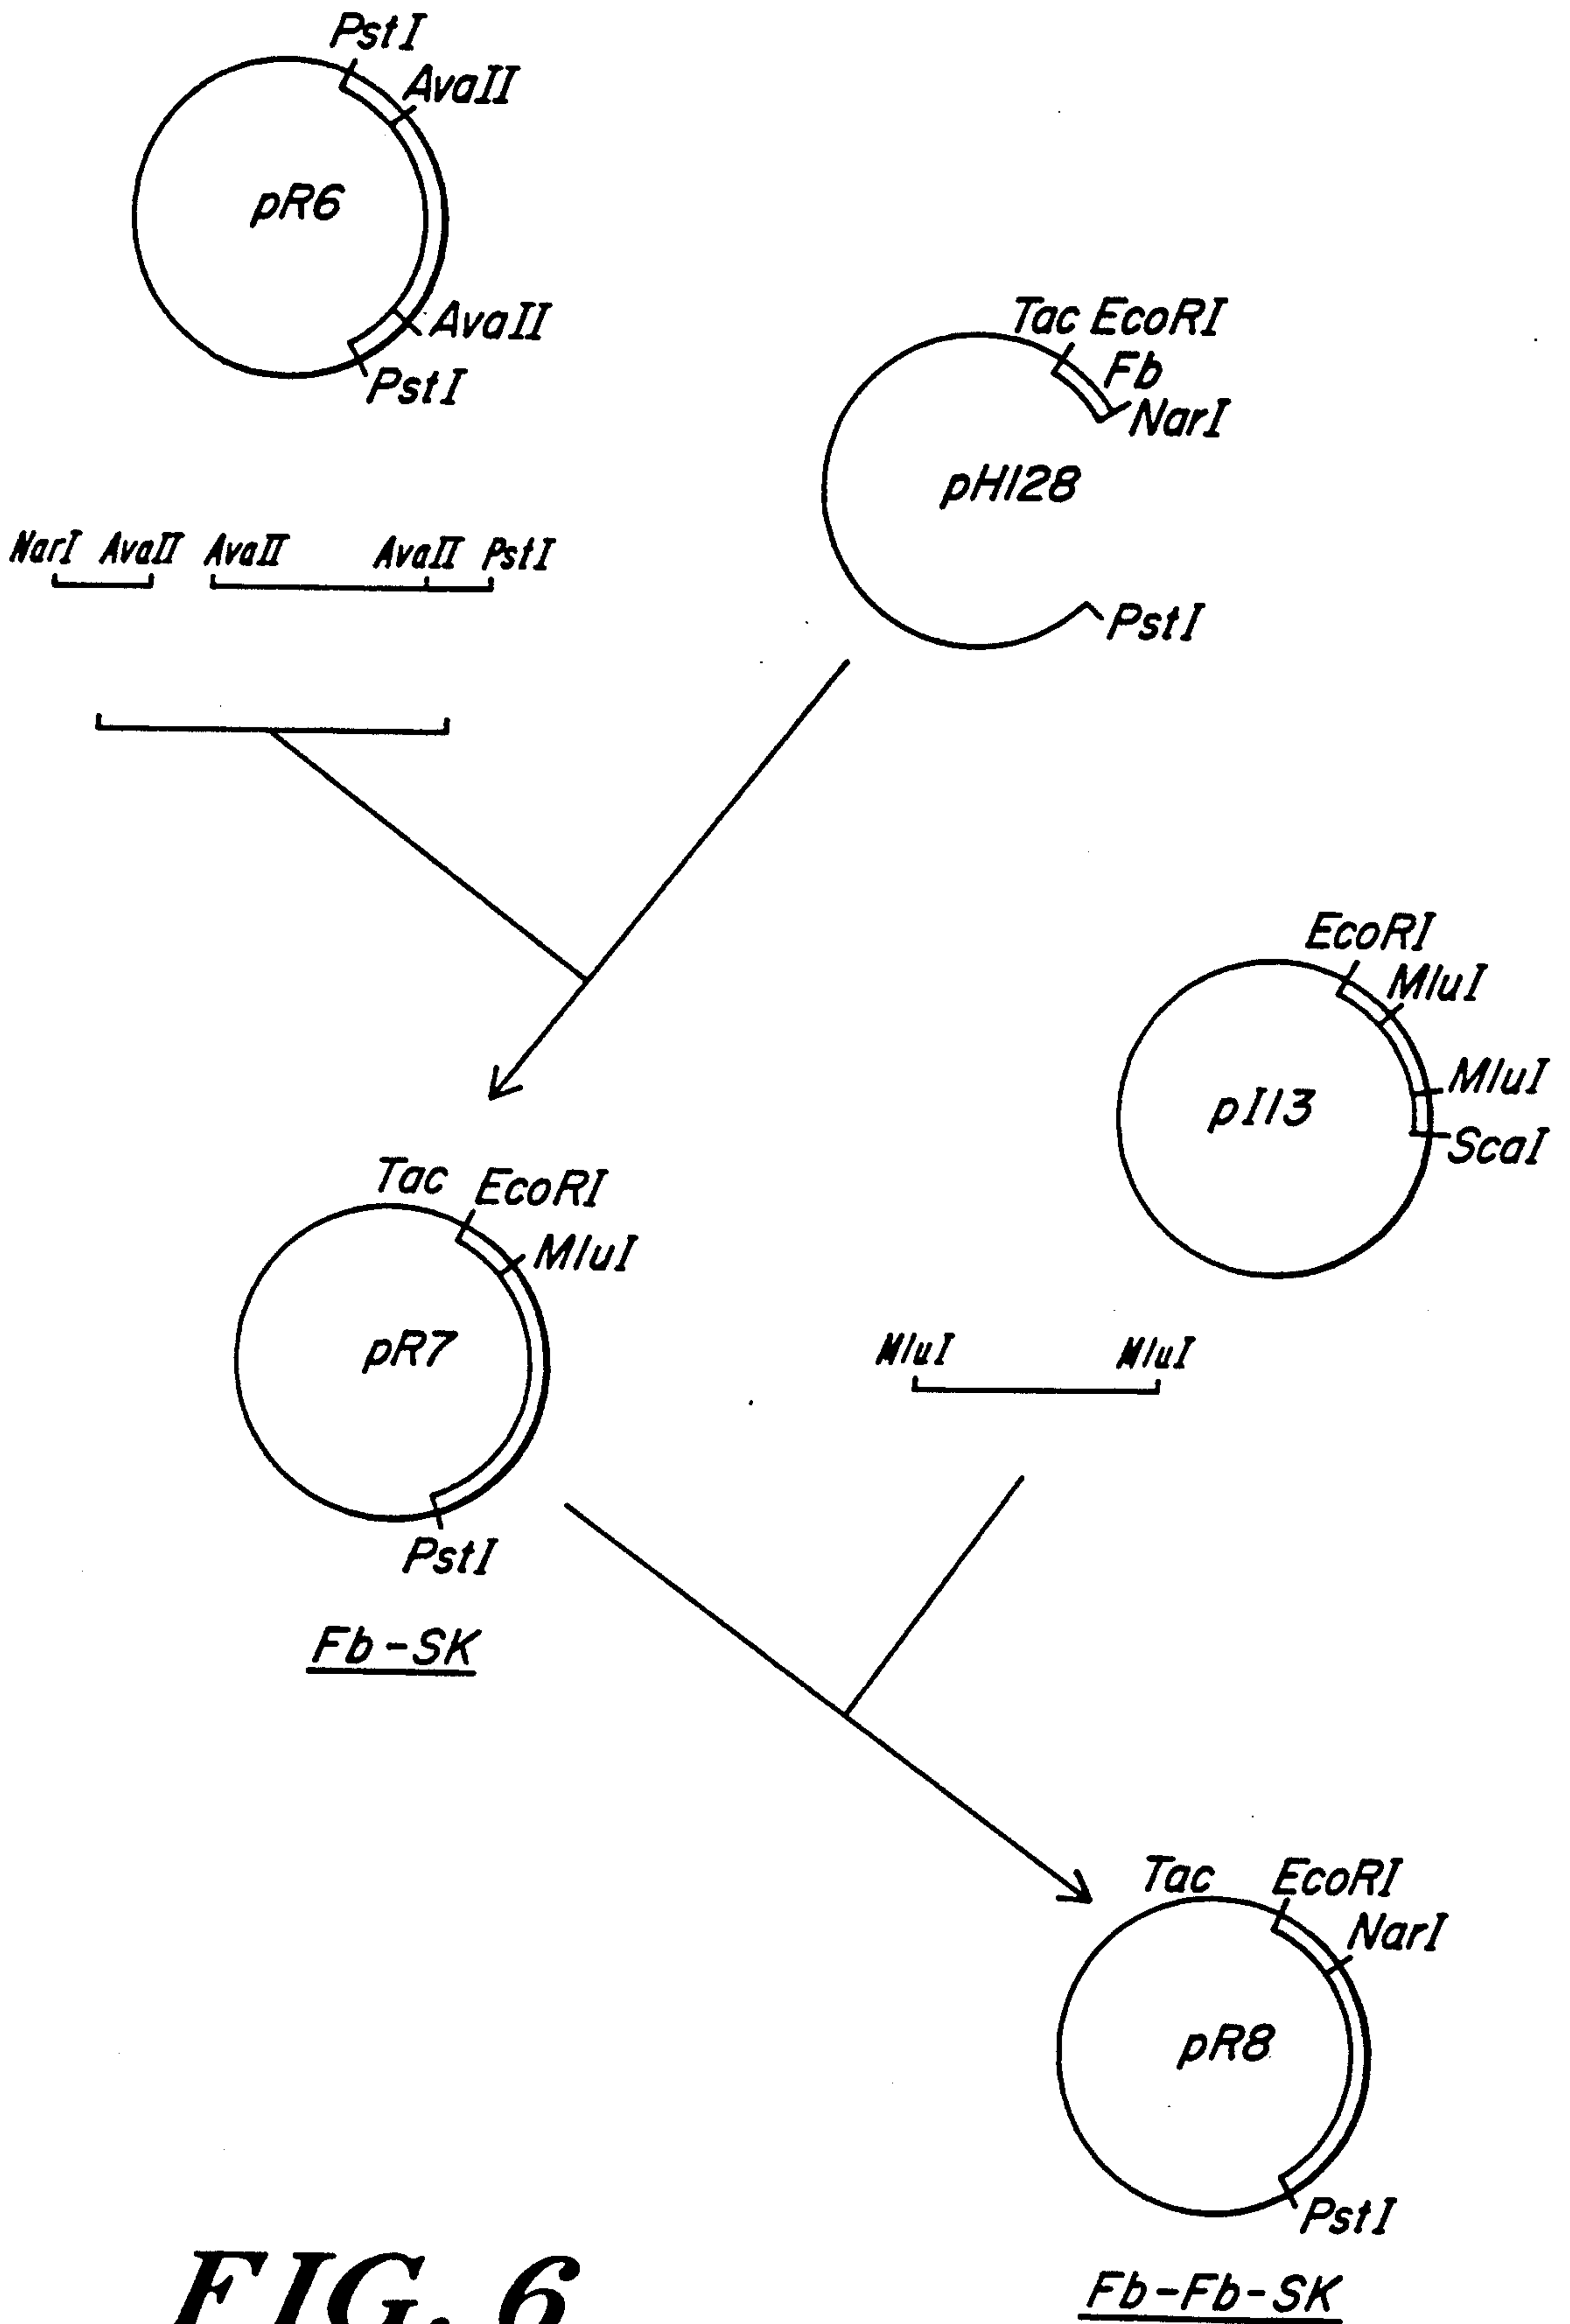 PstI
AvaII
pR6
AvaII
PstI
Tac EcoRI
Fb
NarI
pH128
PstI
NarI AvaII AvaII AvaII PstI
EcoRI
MluI
pI13
MluI
ScaI
Tac EcoRI
MluI
pR7
PstI
Fb-SK
MluI MluI
Tac EcoRI
NarI
pR8
PstI
Fb-Fb-SK
FIG. 6